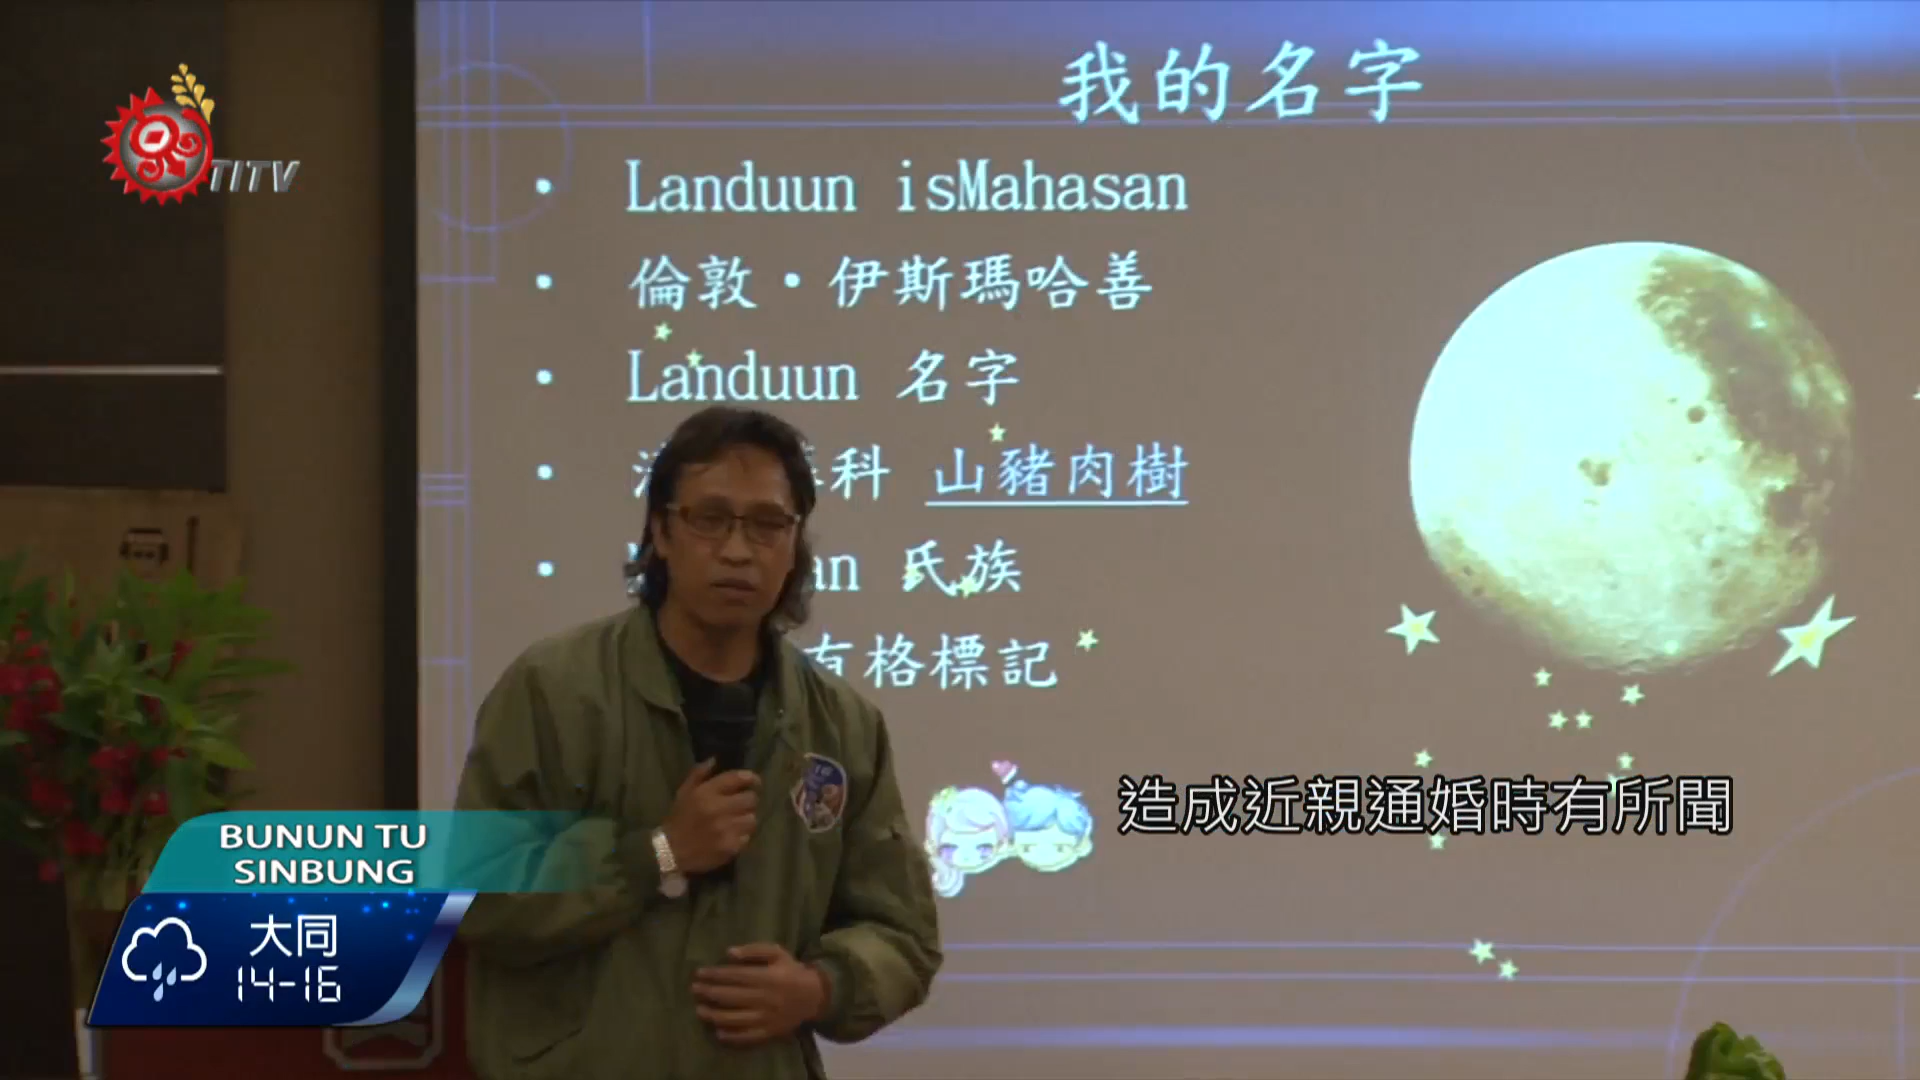 我的名字
TITV
• Landuun isMahasan
• 倫敦•伊斯瑪哈善
• Landuun 名字
• 科 山豬肉樹
• an 氏族
有格標記
造成近親通婚時有所聞
BUNUN TU
SINBUNG
大同
14-16